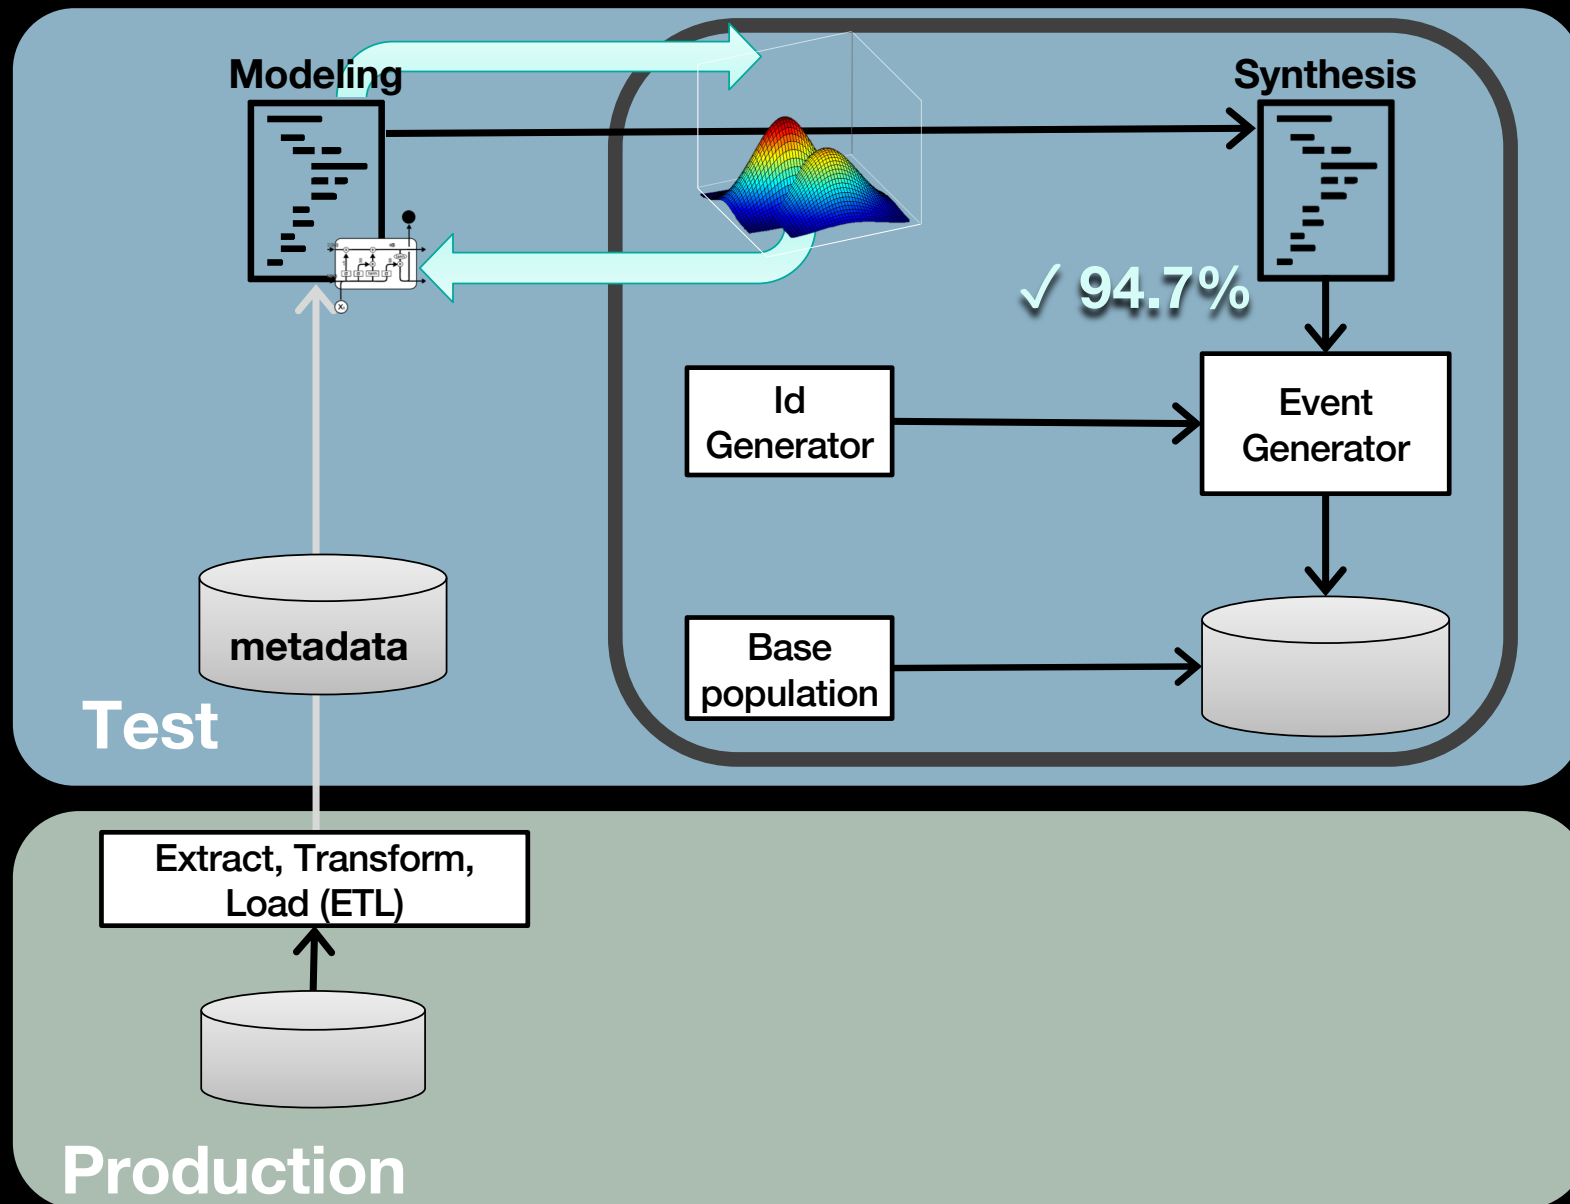 Modeling
Synthesis
✓ 94.7%
Id
Generator
Event
Generator
metadata
Base
population
Test
Extract, Transform,
Load (ETL)
Production